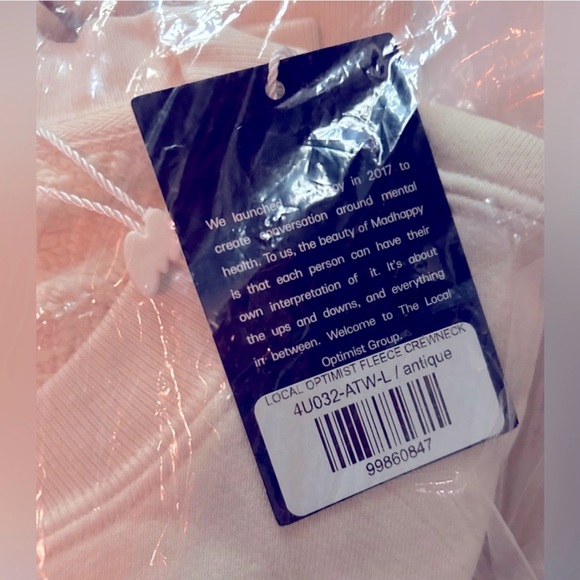 We launched in 2017 to
create conversation around mental
health. To us, the beauty of Madhappy
is that each person can have their
own interpretation of it. It's about
the ups and downs, and everything
in between. Welcome to The Local
Optimist Group.
LOCAL OPTIMIST FLEECE CREWNECK
4U032-ATW-L / antique
99860847